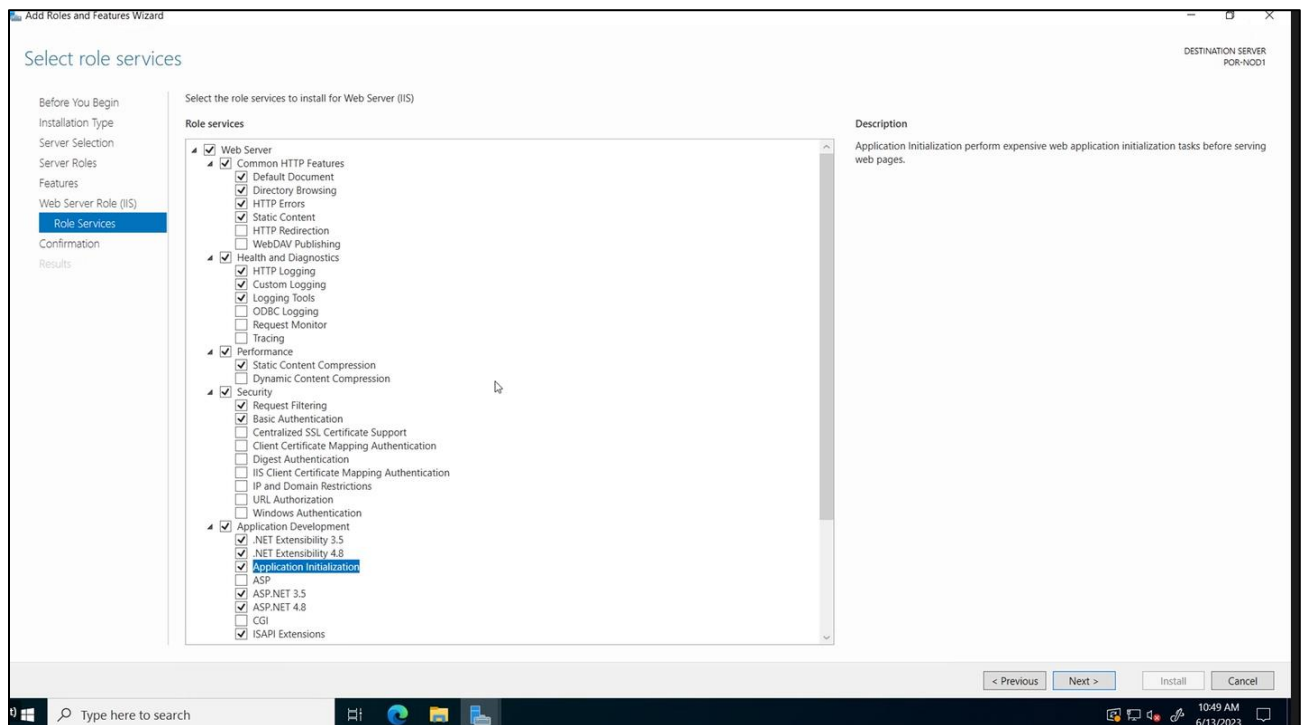 Add Roles and Features Wizard
Select role services
DESTINATION SERVER
POR-NOD1
Before You Begin
Installation Type
Server Selection
Server Roles
Features
Web Server Role (IIS)
Role Services
Confirmation
Results
Select the role services to install for Web Server (IIS)
Role services
Web Server
Common HTTP Features
Default Document
Directory Browsing
HTTP Errors
Static Content
HTTP Redirection
WebDAV Publishing
Health and Diagnostics
HTTP Logging
Custom Logging
Logging Tools
ODBC Logging
Request Monitor
Tracing
Performance
Static Content Compression
Dynamic Content Compression
Security
Request Filtering
Basic Authentication
Centralized SSL Certificate Support
Client Certificate Mapping Authentication
Digest Authentication
IIS Client Certificate Mapping Authentication
IP and Domain Restrictions
URL Authorization
Windows Authentication
Application Development
.NET Extensibility 3.5
.NET Extensibility 4.8
Application Initialization
ASP
ASP.NET 3.5
ASP.NET 4.8
CGI
ISAPI Extensions
Description
Application Initialization perform expensive web application initialization tasks before serving
web pages.
< Previous
Next >
Install
Cancel
Type here to search
10:49 AM
6/13/2023